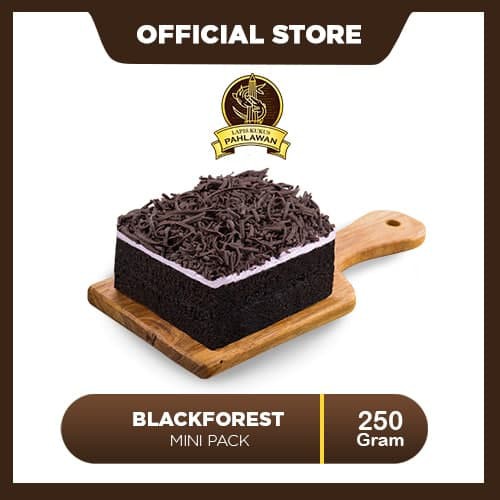 OFFICIAL STORE
LAPIS KUKUS
PAHLAWAN
BLACKFOREST
MINI PACK
250
Gram